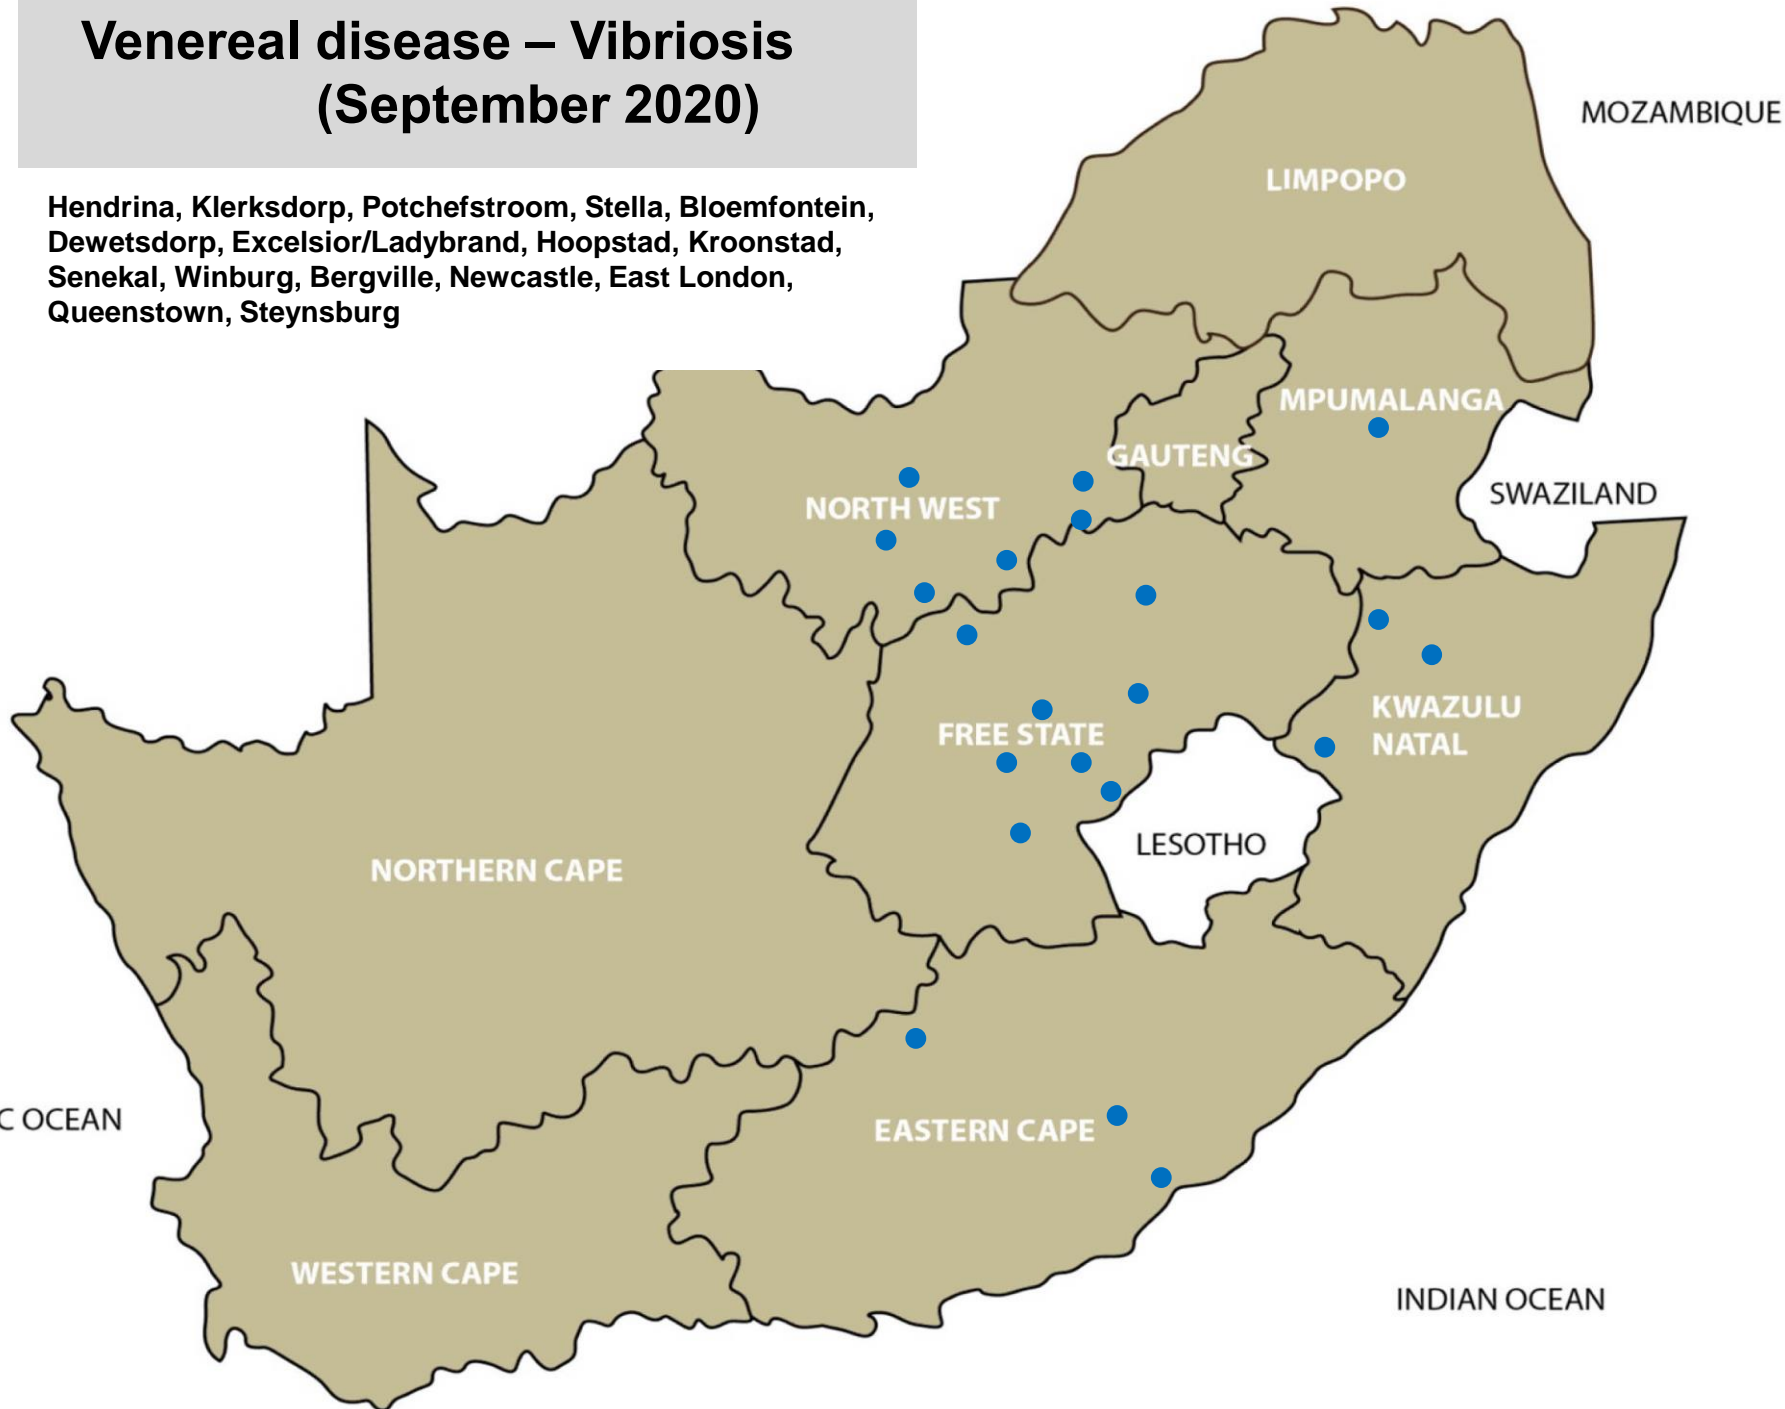 Venereal disease – Vibriosis
(September 2020)
Hendrina, Klerksdorp, Potchefstroom, Stella, Bloemfontein,
Dewetsdorp, Excelsior/Ladybrand, Hoopstad, Kroonstad,
Senekal, Winburg, Bergville, Newcastle, East London,
Queenstown, Steynsburg
MOZAMBIQUE
LIMPOPO
MPUMALANGA
GAUTENG
SWAZILAND
NORTH WEST
KWAZULU
NATAL
FREE STATE
LESOTHO
NORTHERN CAPE
C OCEAN
EASTERN CAPE
WESTERN CAPE
INDIAN OCEAN